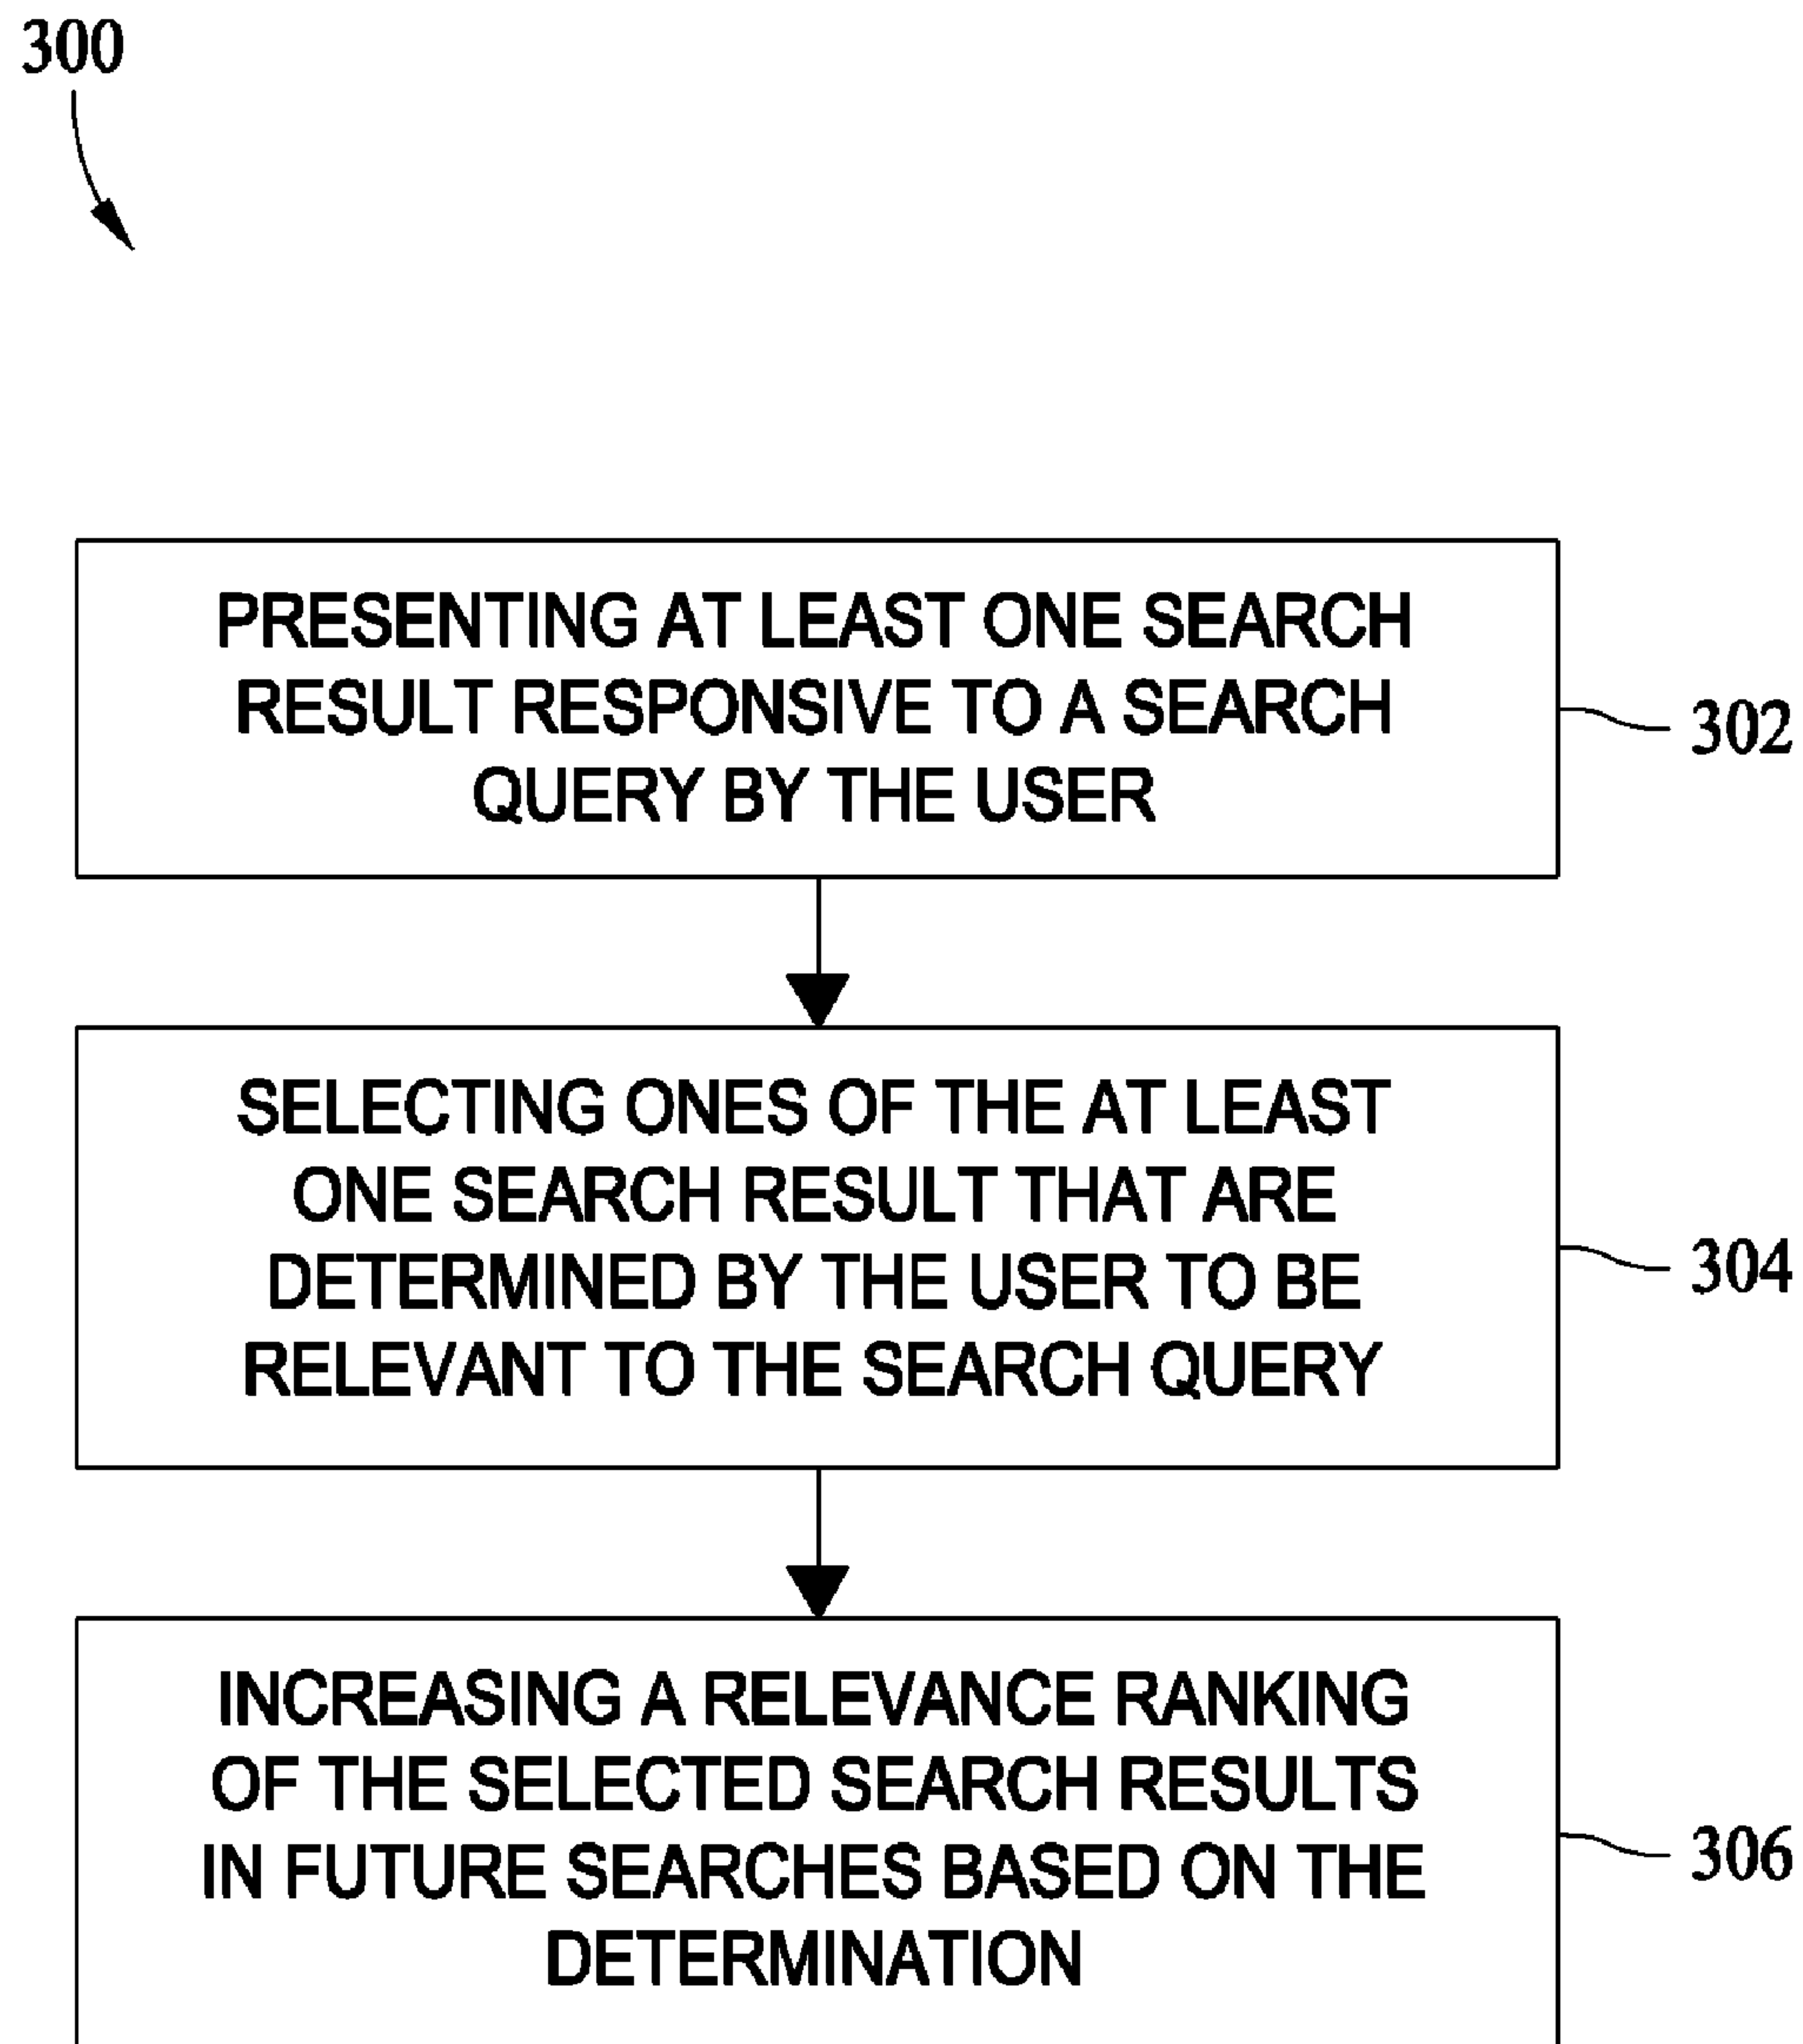 300
PRESENTING AT LEAST ONE SEARCH
RESULT RESPONSIVE TO A SEARCH
QUERY BY THE USER
302
SELECTING ONES OF THE AT LEAST
ONE SEARCH RESULT THAT ARE
DETERMINED BY THE USER TO BE
RELEVANT TO THE SEARCH QUERY
304
INCREASING A RELEVANCE RANKING
OF THE SELECTED SEARCH RESULTS
IN FUTURE SEARCHES BASED ON THE
DETERMINATION
306